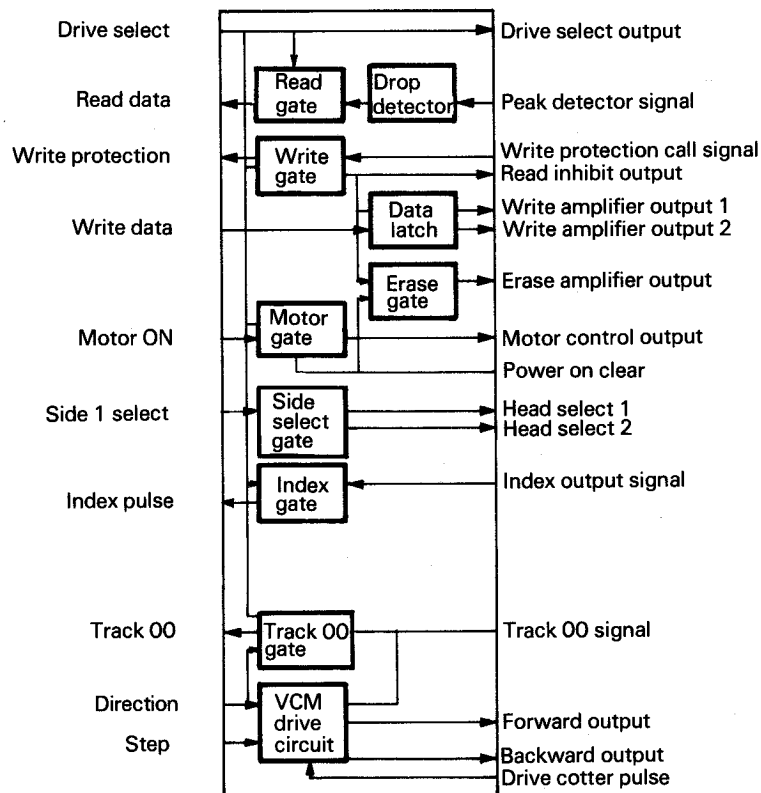 Drive select
Drive select output
Read gate
Drop detector
Read data
Peak detector signal
Write protection
Write gate
Write protection call signal
Read inhibit output
Write data
Data latch
Write amplifier output 1
Write amplifier output 2
Erase gate
Erase amplifier output
Motor ON
Motor gate
Motor control output
Power on clear
Side 1 select
Side select gate
Head select 1
Head select 2
Index pulse
Index gate
Index output signal
Track 00
Track 00 gate
Track 00 signal
Direction
Step
VCM drive circuit
Forward output
Backward output
Drive cotter pulse